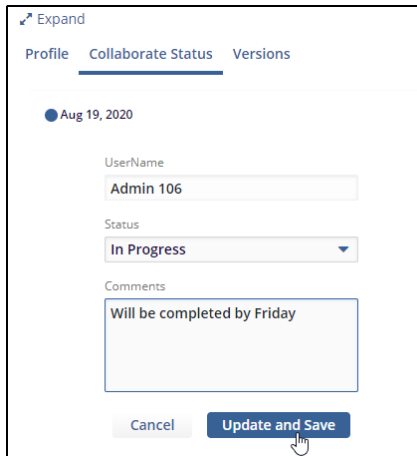 Expand
Profile Collaborate Status Versions
Aug 19, 2020
UserName
Admin 106
Status
In Progress
Comments
Will be completed by Friday
Cancel Update and Save